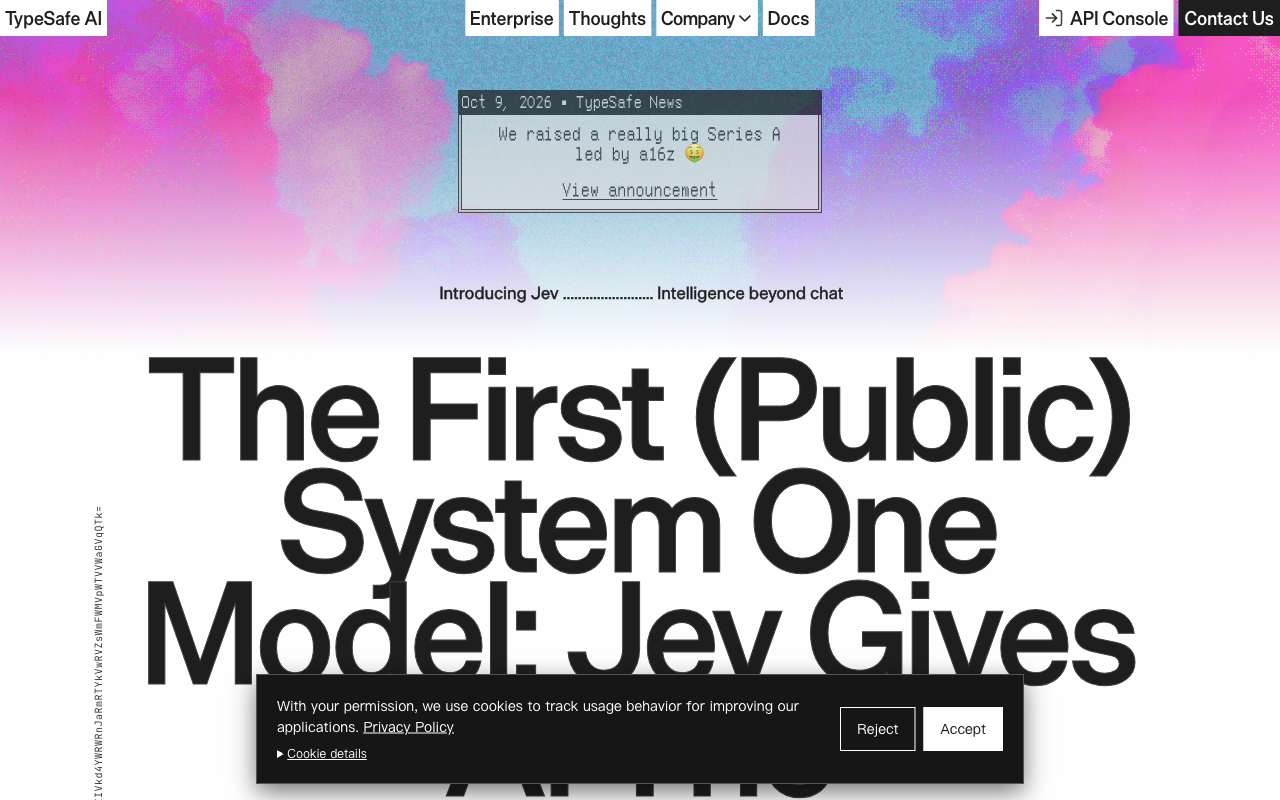 TypeSafe AI
Enterprise
Thoughts
Company
Docs
API Console
Contact Us
Oct 9, 2026 ▪ TypeSafe News
We raised a really big Series A
led by a16z 🤑
View announcement
Introducing Jev ........................ Intelligence beyond chat
The First (Public)
System One
Model: Jev Gives
With your permission, we use cookies to track usage behavior for improving our
applications. Privacy Policy
Cookie details
Reject
Accept